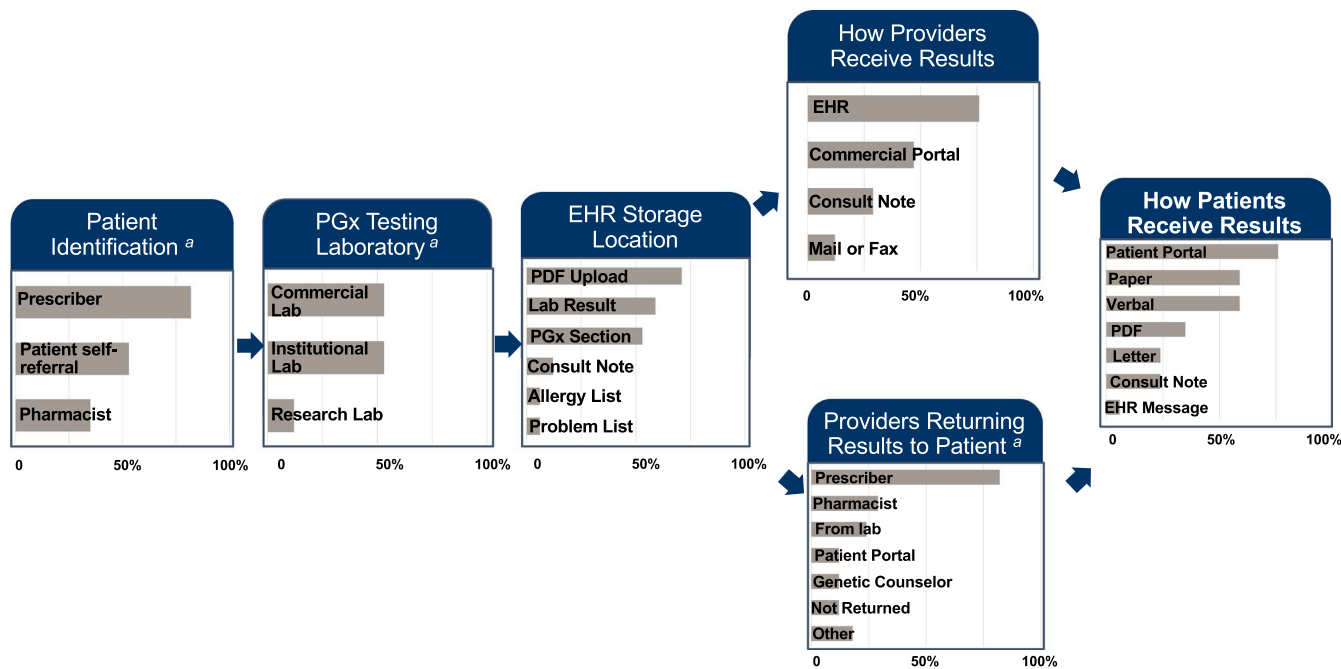 Patient
Identification a
Prescriber
Patient self-
referral
Pharmacist
0 50% 100%
PGx Testing
Laboratory a
Commercial
Lab
Institutional
Lab
Research Lab
0 50% 100%
EHR Storage
Location
PDF Upload
Lab Result
PGx Section
Consult Note
Allergy List
Problem List
0 50% 100%
How Providers
Receive Results
EHR
Commercial Portal
Consult Note
Mail or Fax
0 50% 100%
Providers Returning
Results to Patient a
Prescriber
Pharmacist
From lab
Patient Portal
Genetic Counselor
Not Returned
Other
0 50% 100%
How Patients
Receive Results
Patient Portal
Paper
Verbal
PDF
Letter
Consult Note
EHR Message
0 50% 100%